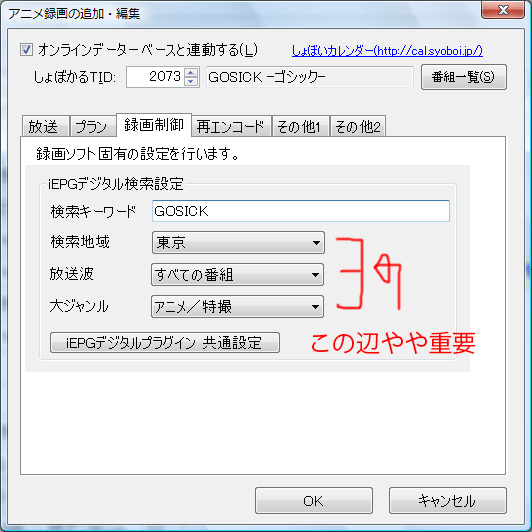 アニメ録画の追加・編集
オンラインデーターベースと連動する(L)
しょぼいカレンダー(http://cal.syoboi.jp/)
しょぼかるTID: 2073 GOSICK −ゴシック− 番組一覧(S)
放送 プラン 録画制御 再エンコード その他1 その他2
録画ソフト固有の設定を行います。
iEPGデジタル検索設定
検索キーワード GOSICK
検索地域 東京
放送波 すべての番組
大ジャンル アニメ／特撮
iEPGデジタルプラグイン 共通設定
この辺やや重要
OK キャンセル